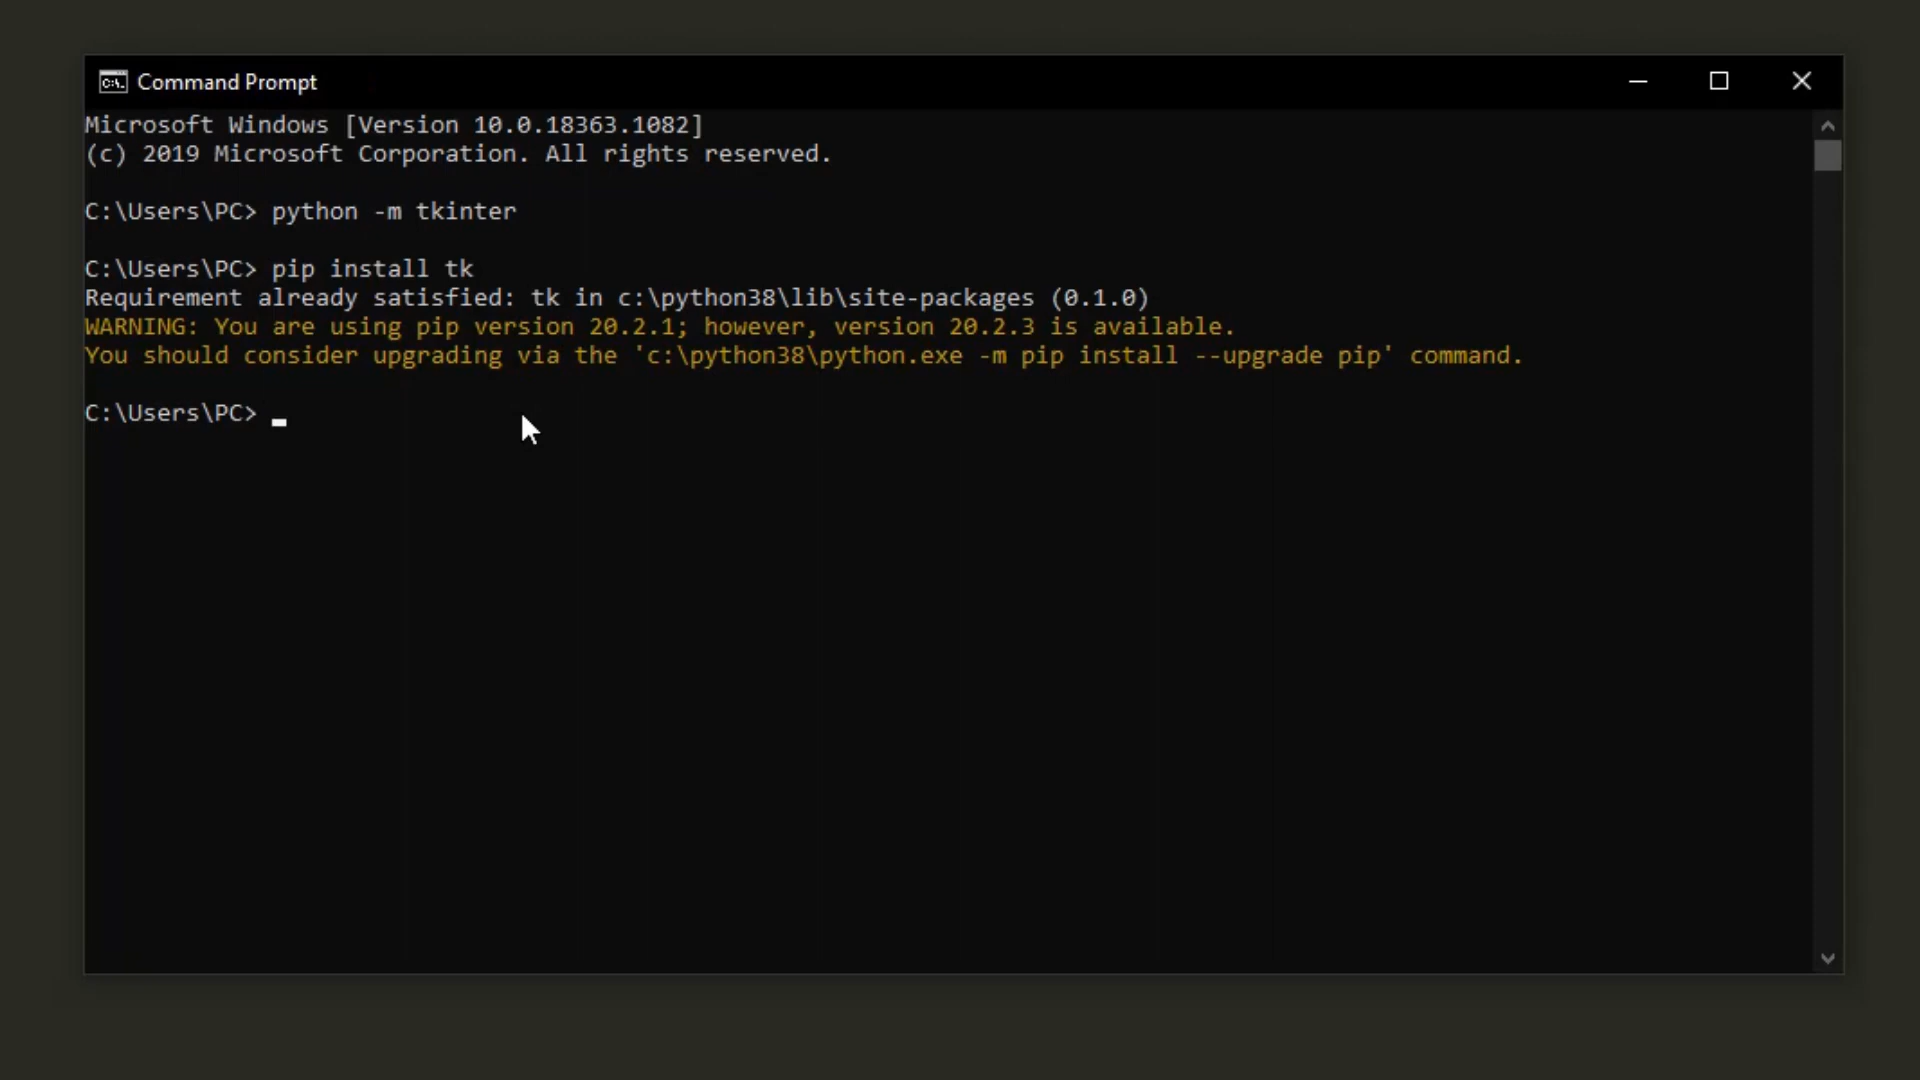 Command Prompt
Microsoft Windows [Version 10.0.18363.1082]
(c) 2019 Microsoft Corporation. All rights reserved.
C:\Users\PC> python -m tkinter
C:\Users\PC> pip install tk
Requirement already satisfied: tk in c:\python38\lib\site-packages (0.1.0)
WARNING: You are using pip version 20.2.1; however, version 20.2.3 is available.
You should consider upgrading via the 'c:\python38\python.exe -m pip install --upgrade pip' command.
C:\Users\PC>